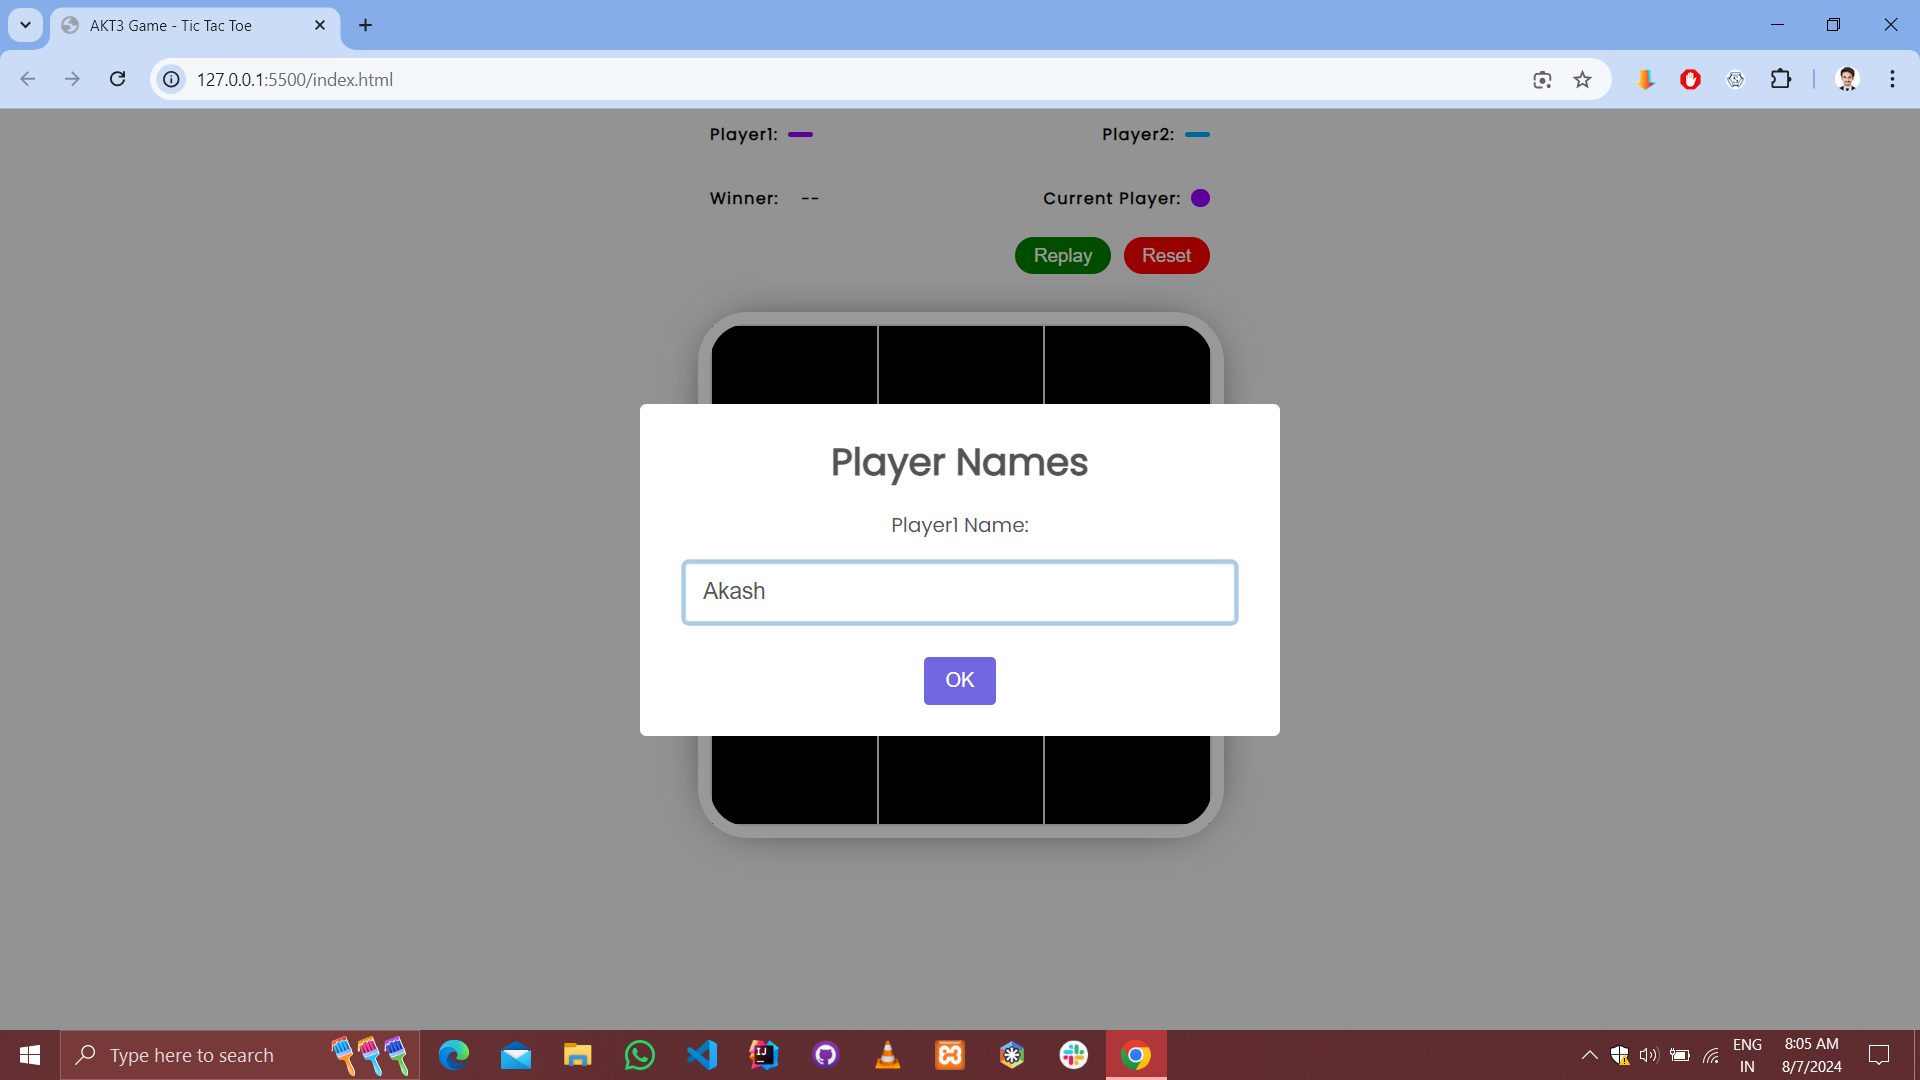 AKT3 Game - Tic Tac Toe
127.0.0.1:5500/index.html
Player1:
Player2:
Winner: --
Current Player:
Replay
Reset
Player Names
Player1 Name:
Akash
OK
Type here to search
ENG
IN
8:05 AM
8/7/2024